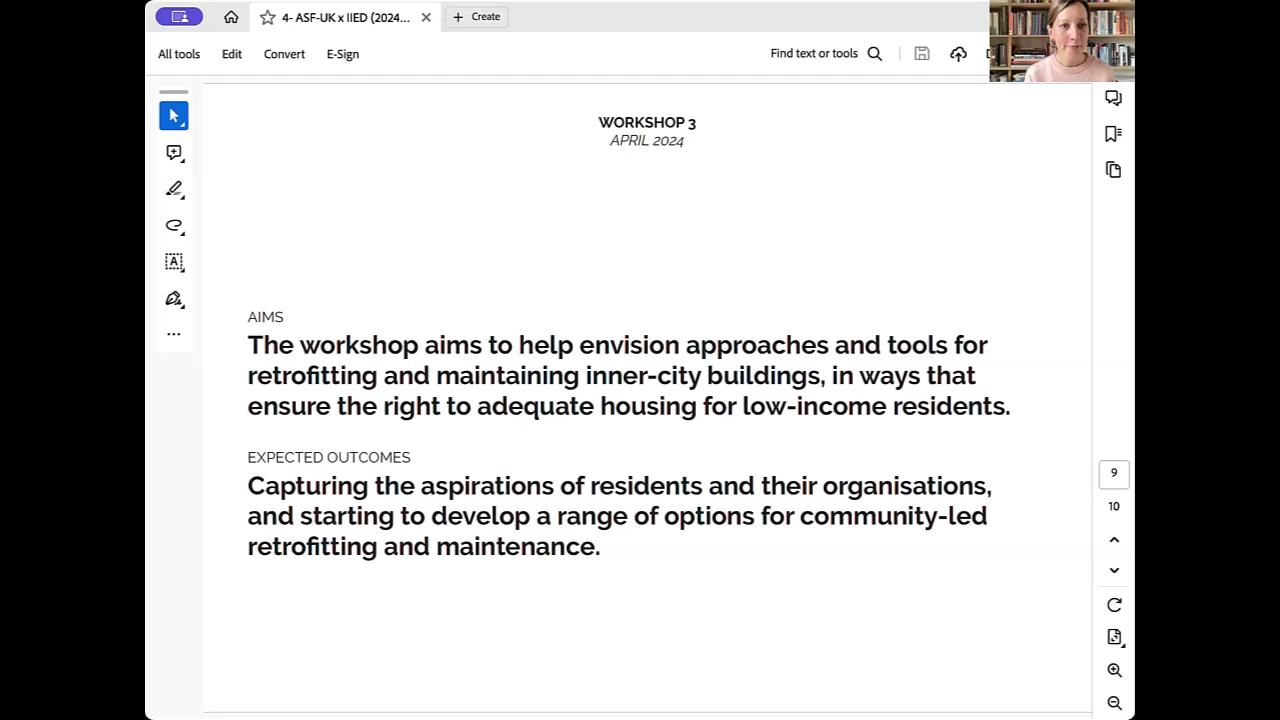 4- ASF-UK x IIED (2024...
Create
All tools
Edit
Convert
E-Sign
Find text or tools
WORKSHOP 3
APRIL 2024
AIMS
The workshop aims to help envision approaches and tools for
retrofitting and maintaining inner-city buildings, in ways that
ensure the right to adequate housing for low-income residents.
EXPECTED OUTCOMES
Capturing the aspirations of residents and their organisations,
and starting to develop a range of options for community-led
retrofitting and maintenance.
9
10